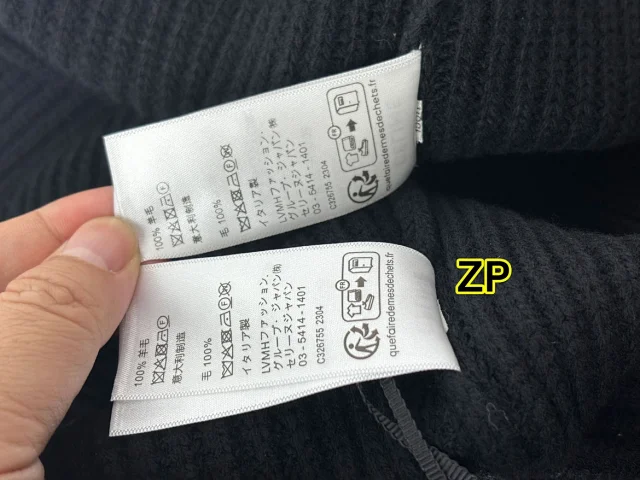 100% 羊毛
意大利制造
毛 100%
イタリア製
LVMHファッション.
グループ・ジャパン㈱
セリーヌジャパン
03-5414-1401
C326755 2304
FR
quefairedemesdechets.fr
100% 羊毛
意大利制造
毛 100%
イタリア製
LVMHファッション.
グループ・ジャパン㈱
セリーヌジャパン
03-5414-1401
C326755 2304
FR
quefairedemesdechets.fr
ZP